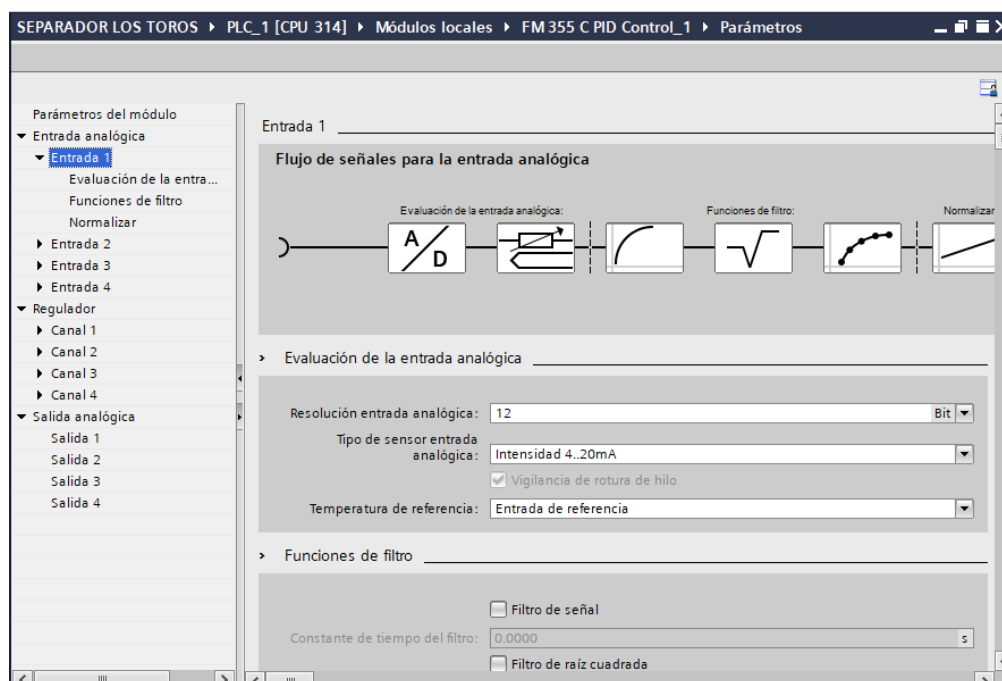 SEPARADOR LOS TOROS ▸ PLC_1 [CPU 314] ▸ Módulos locales ▸ FM 355 C PID Control_1 ▸ Parámetros
Parámetros del módulo
Entrada analógica
Entrada 1
Evaluación de la entra...
Funciones de filtro
Normalizar
Entrada 2
Entrada 3
Entrada 4
Regulador
Canal 1
Canal 2
Canal 3
Canal 4
Salida analógica
Salida 1
Salida 2
Salida 3
Salida 4
Entrada 1
Flujo de señales para la entrada analógica
Evaluación de la entrada analógica: Funciones de filtro: Normalizar
A/D
Evaluación de la entrada analógica
Resolución entrada analógica: 12 Bit
Tipo de sensor entrada
analógica: Intensidad 4..20mA
Vigilancia de rotura de hilo
Temperatura de referencia: Entrada de referencia
Funciones de filtro
Filtro de señal
Constante de tiempo del filtro: 0.0000 s
Filtro de raíz cuadrada